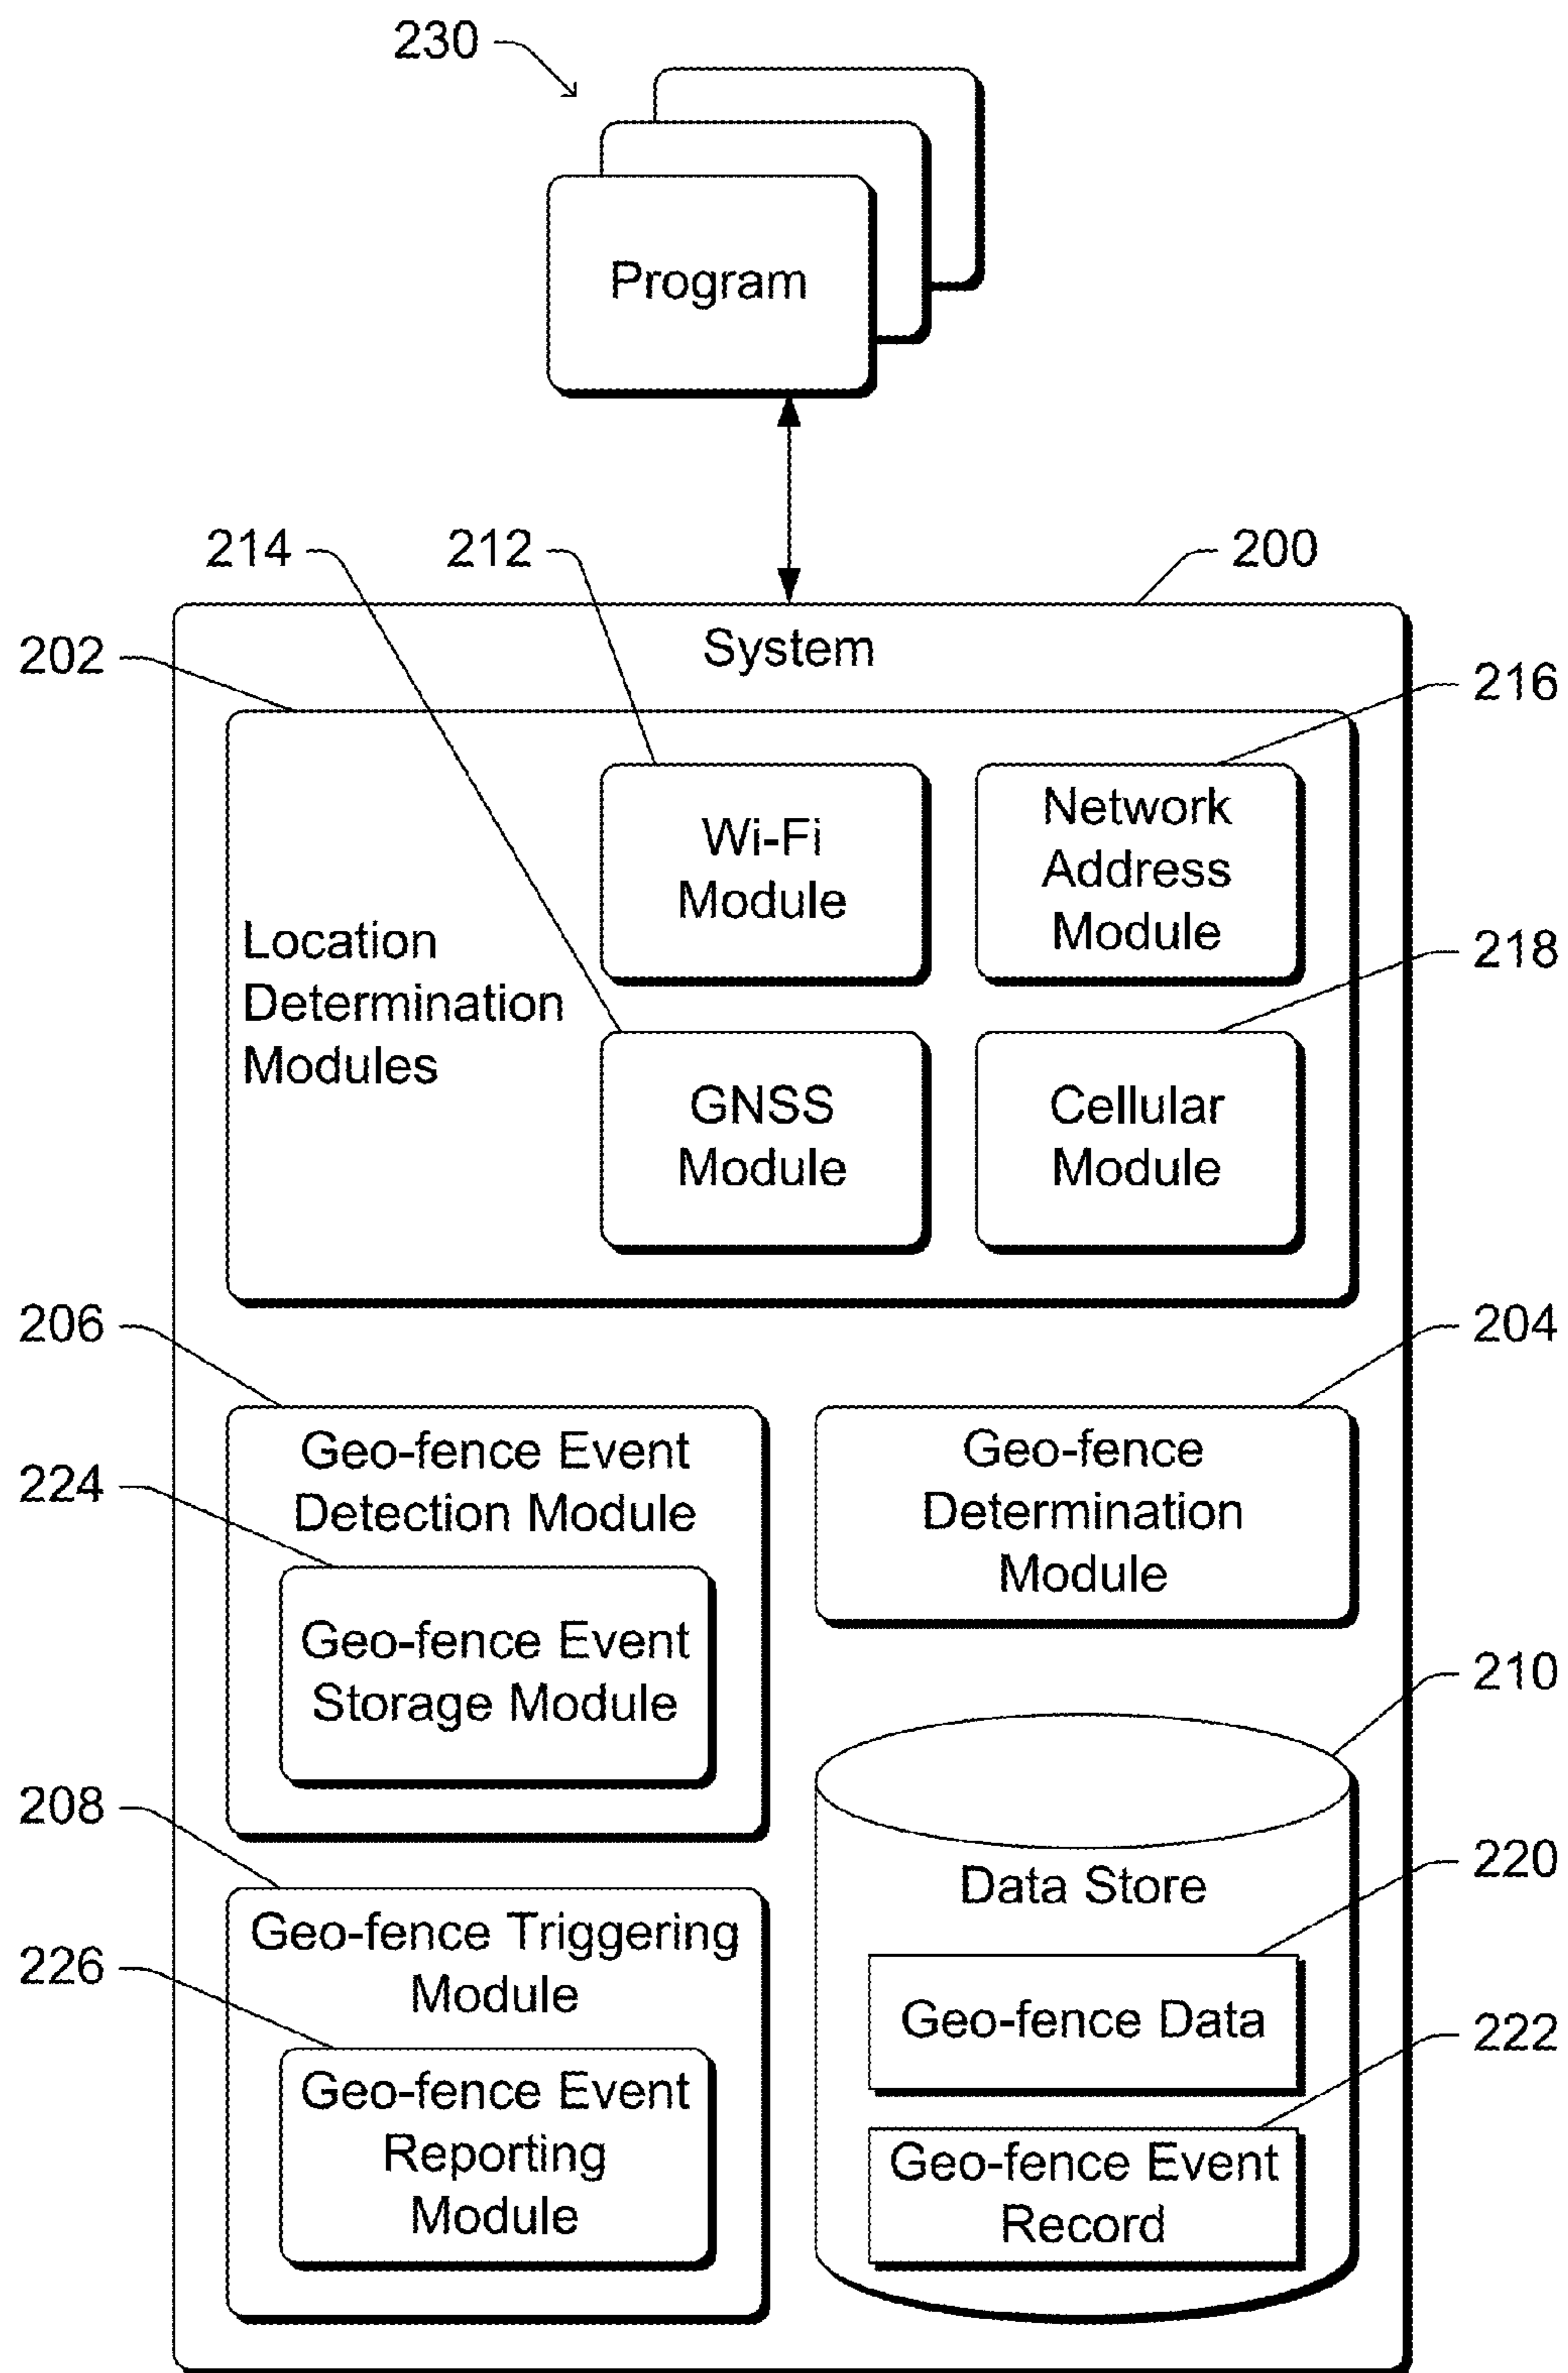 230
Program
214
212
200
System
202
216
Wi-Fi
Module
Network
Address
Module
Location
Determination
Modules
218
GNSS
Module
Cellular
Module
206
204
Geo-fence Event
Detection Module
Geo-fence
Determination
Module
224
Geo-fence Event
Storage Module
210
208
Data Store
220
Geo-fence Triggering
Module
226
Geo-fence Data
222
Geo-fence Event
Reporting
Module
Geo-fence Event
Record